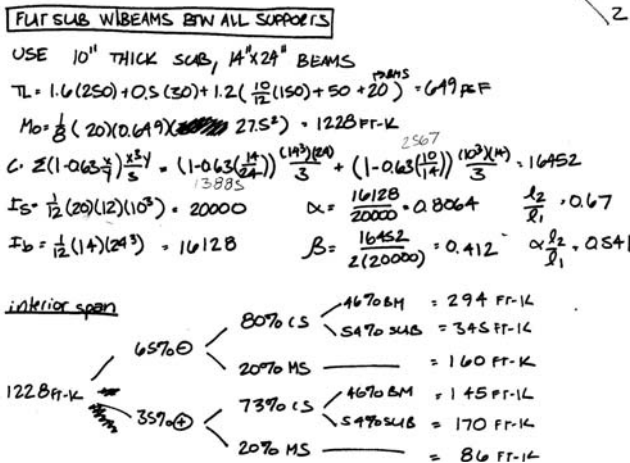 2
FLAT SLAB W/BEAMS BTN ALL SUPPORTS
USE 10" THICK SLAB, 14"X24" BEAMS
TL = 1.6(250) + 0.5(30) + 1.2(10/12(150) + 50 + 20) = 649 PSF
BEAMS
Mo = 1/8 (20)(0.649)(27.5²) = 1228 FT-K
2567
C = Σ(1-0.63 x/y) x³y/3 = (1-0.63(14/24)) (14³)(24)/3 + (1-0.63(10/14)) (10³)(14)/3 = 16452
13885
Is = 1/12 (20)(12)(10³) = 20000 α = 16128/20000 = 0.8064 l2/l1 = 0.67
Ib = 1/12 (14)(24³) = 16128 β = 16452/2(20000) = 0.412 α l2/l1 = 0.541
interior span
46% BM = 294 FT-K
80% CS
54% SLAB = 345 FT-K
65% ⊖
20% MS = 160 FT-K
1228 FT-K
46% BM = 145 FT-K
73% CS
35% ⊕
54% SLAB = 170 FT-K
20% MS = 86 FT-K